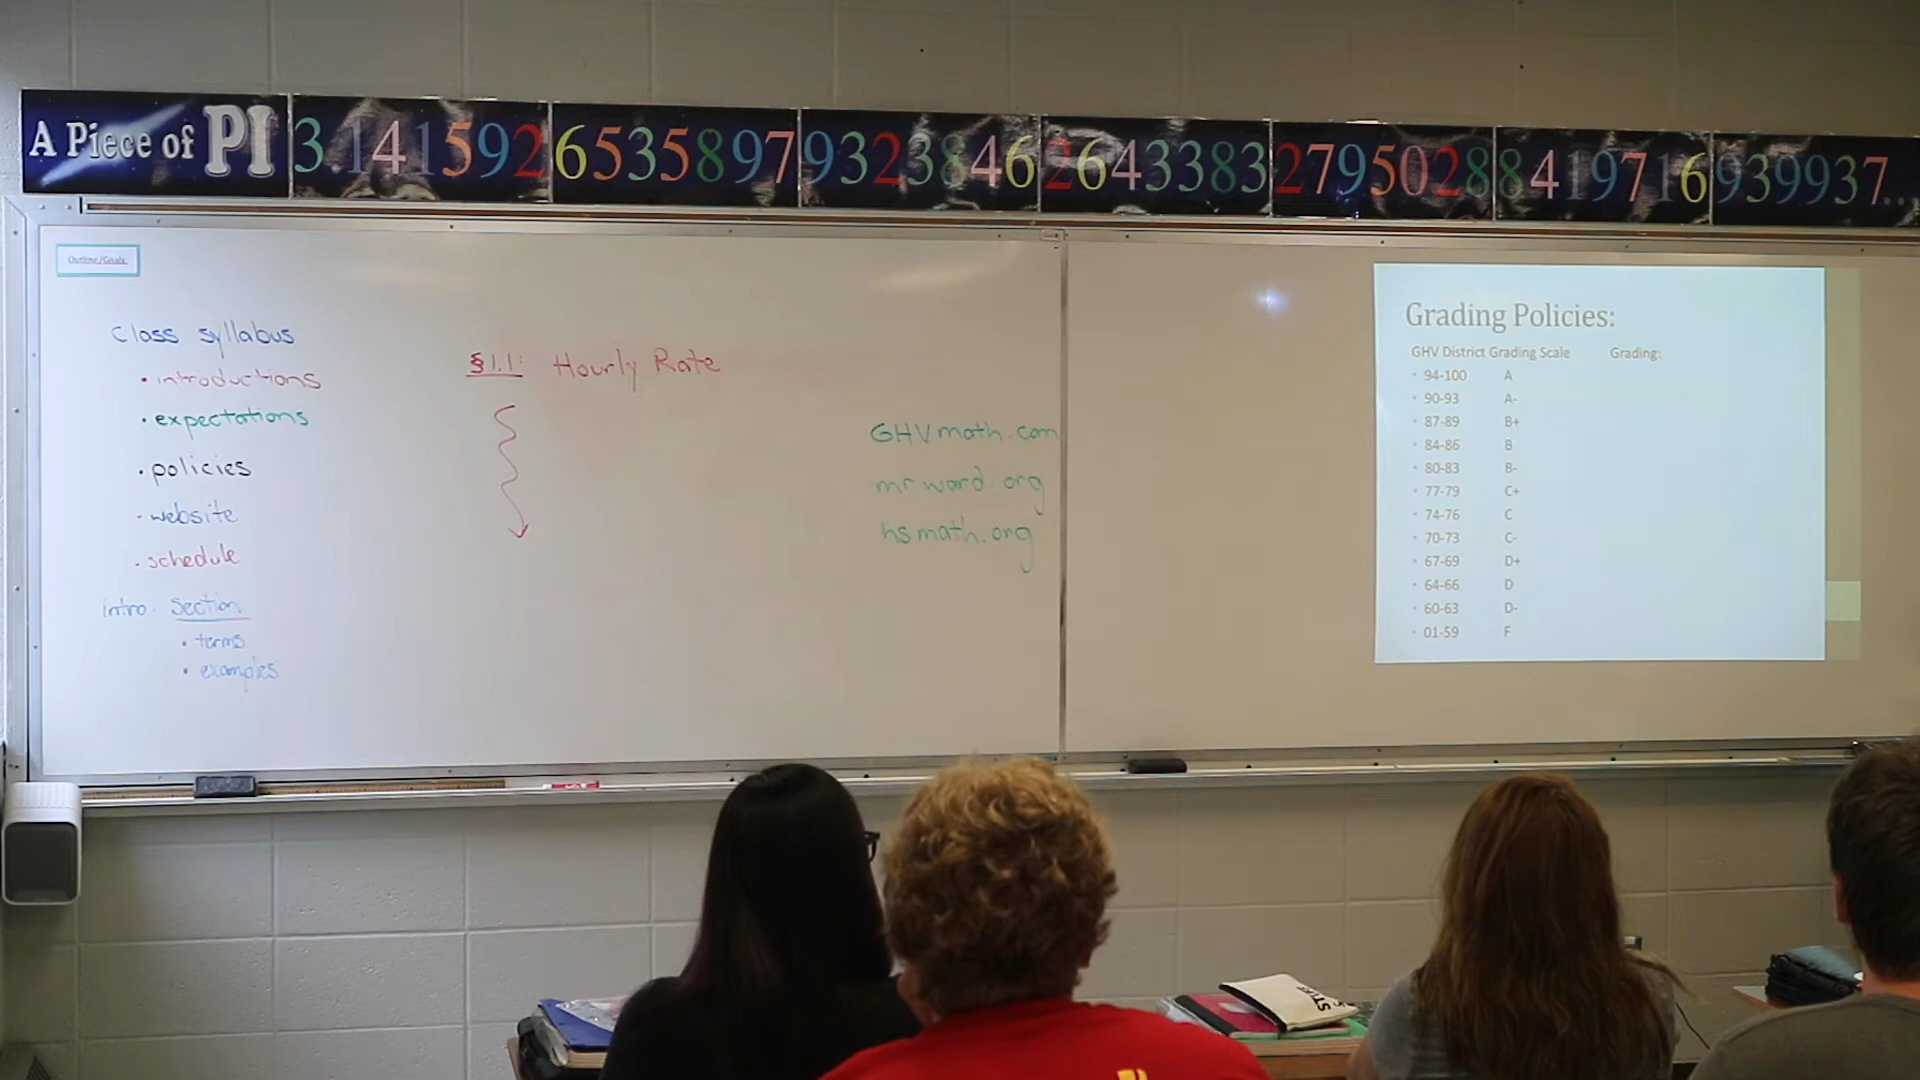 A Piece of PI 3.14159265358979323846264338327950288419716939937...
Outline/Goals
Class syllabus
• introductions
• expectations
• policies
• website
• schedule
intro. Section
• terms
• examples
§1.1: Hourly Rate
GHVmath.com
mrward.org
hsmath.org
Grading Policies:
GHV District Grading Scale Grading:
• 94-100 A
• 90-93 A-
• 87-89 B+
• 84-86 B
• 80-83 B-
• 77-79 C+
• 74-76 C
• 70-73 C-
• 67-69 D+
• 64-66 D
• 60-63 D-
• 01-59 F